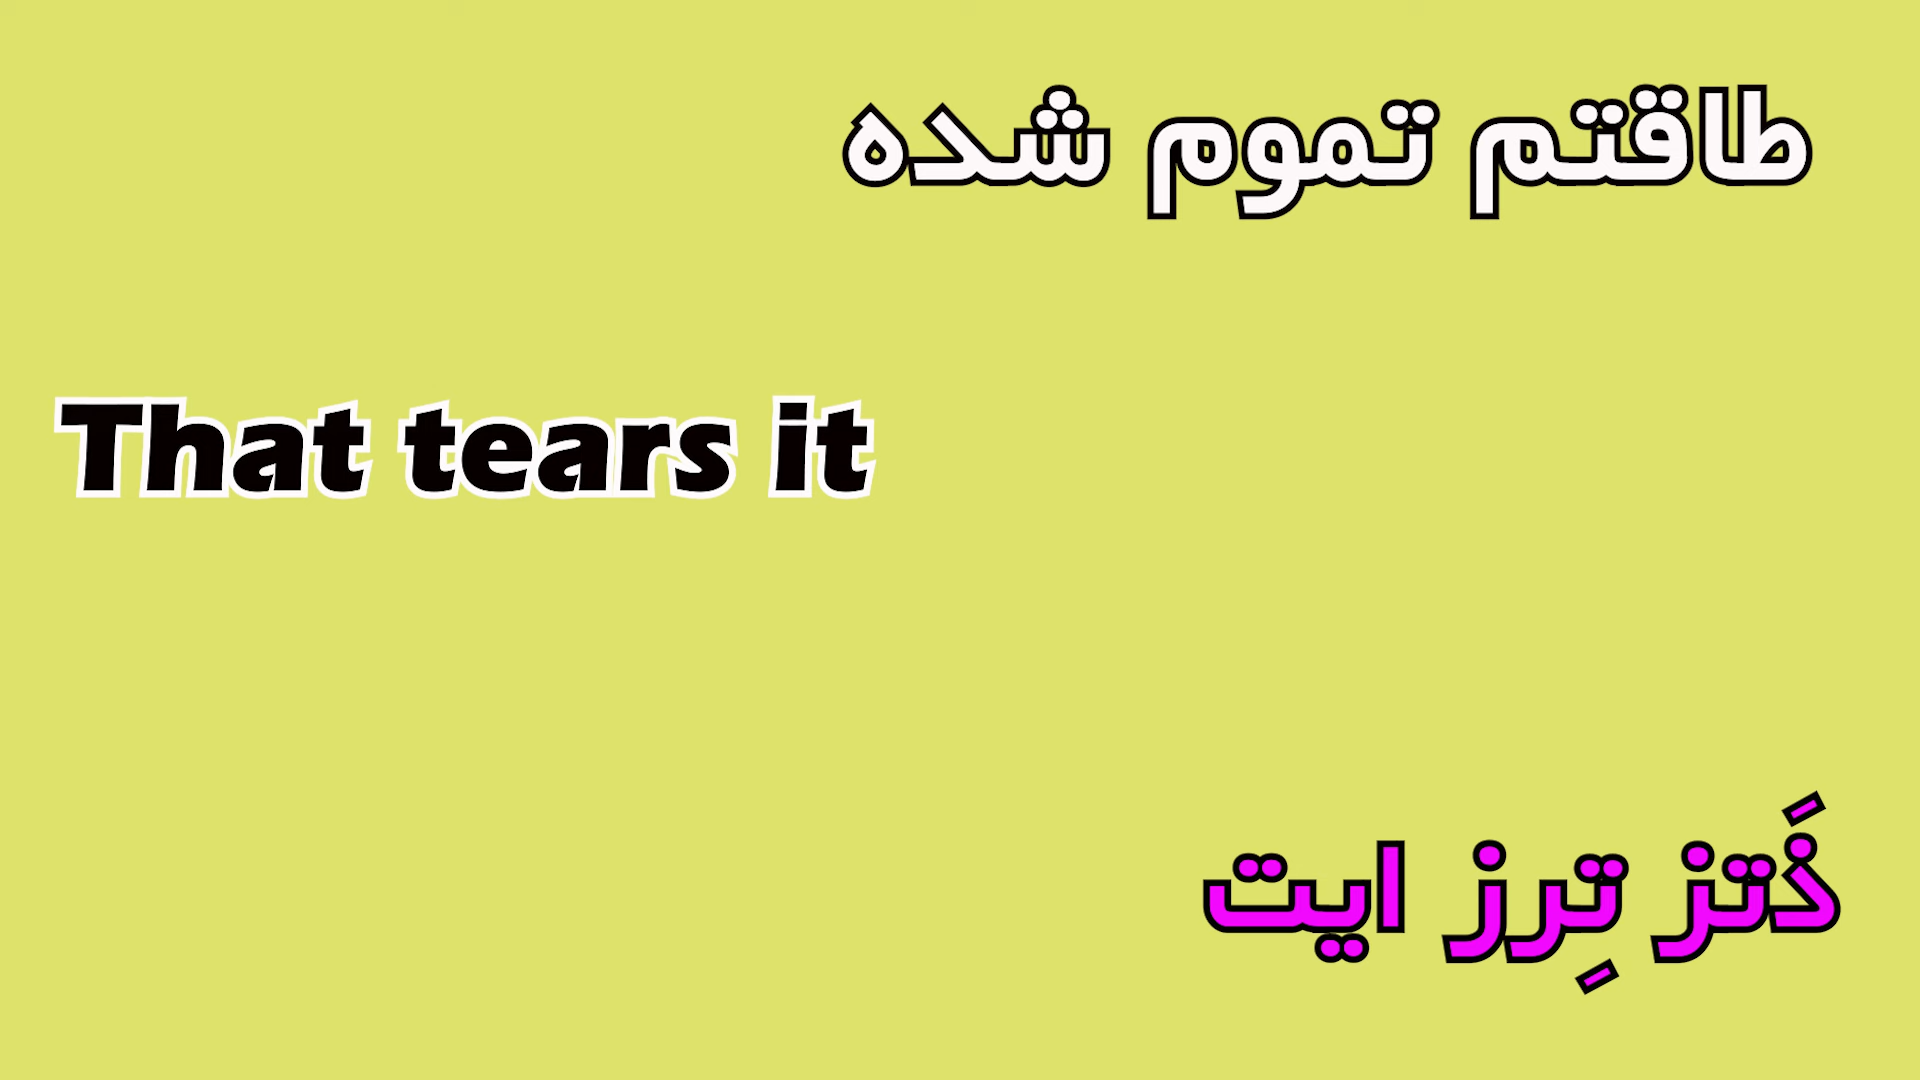 طاقتم تموم شده
That tears it
ذَتز تِرز ایت